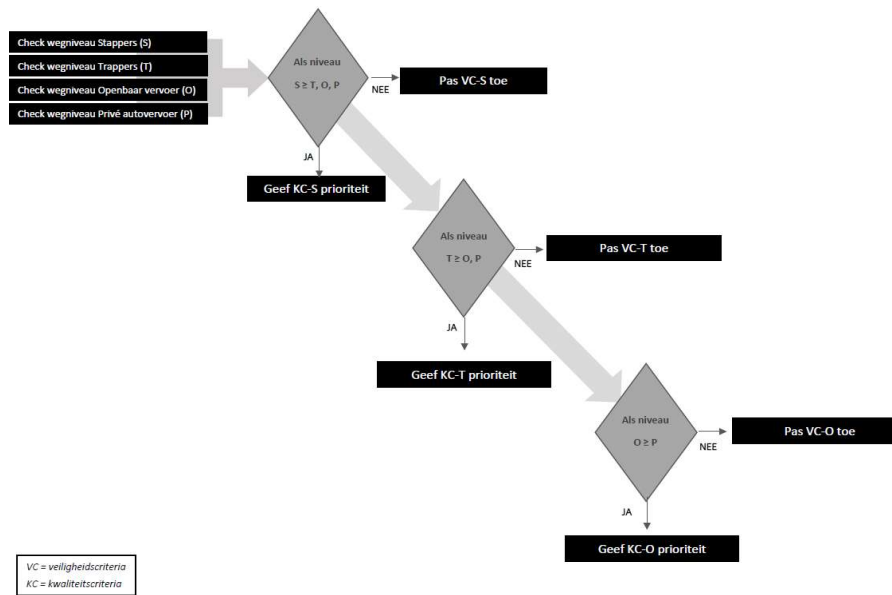 Check wegniveau Stappers (S)
Check wegniveau Trappers (T)
Check wegniveau Openbaar vervoer (O)
Check wegniveau Privé autovervoer (P)
Als niveau
S ≥ T, O, P
NEE
Pas VC-S toe
JA
Geef KC-S prioriteit
Als niveau
T ≥ O, P
NEE
Pas VC-T toe
JA
Geef KC-T prioriteit
Als niveau
O ≥ P
NEE
Pas VC-O toe
JA
Geef KC-O prioriteit
VC = veiligheidscriteria
KC = kwaliteitscriteria